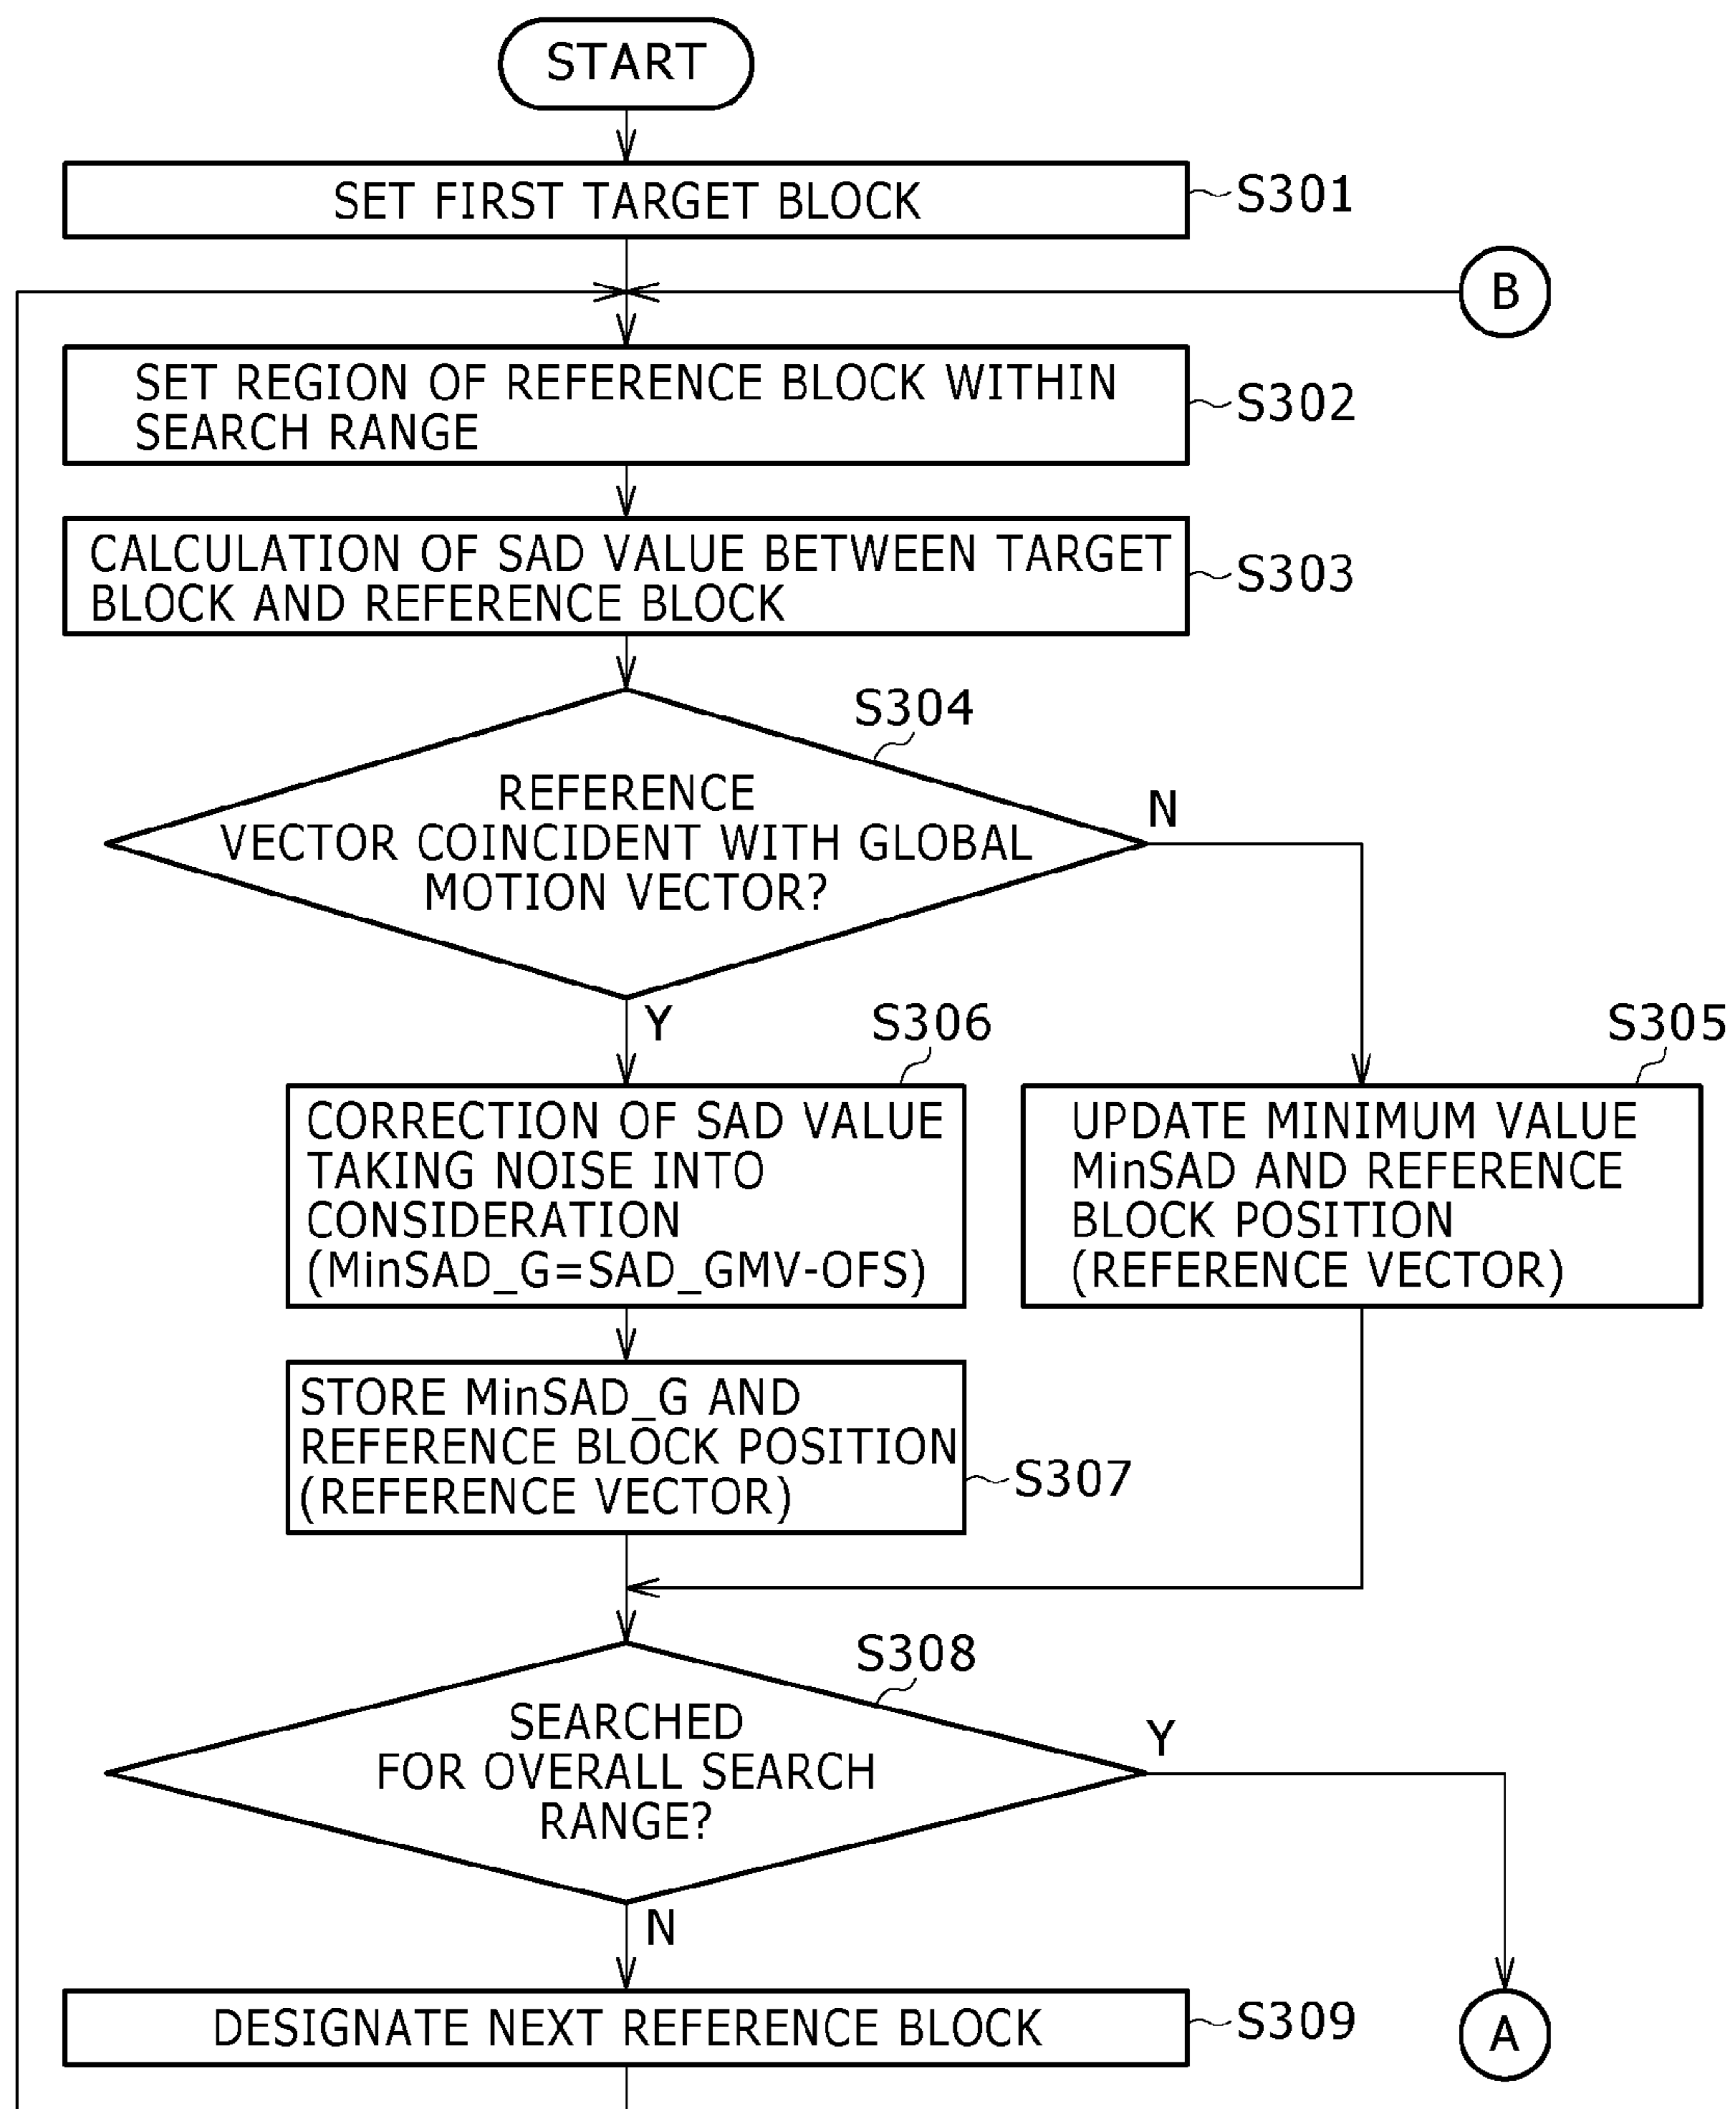 START
SET FIRST TARGET BLOCK
S301
B
SET REGION OF REFERENCE BLOCK WITHIN
SEARCH RANGE
S302
CALCULATION OF SAD VALUE BETWEEN TARGET
BLOCK AND REFERENCE BLOCK
S303
S304
REFERENCE
VECTOR COINCIDENT WITH GLOBAL
MOTION VECTOR?
N
Y
S306
CORRECTION OF SAD VALUE
TAKING NOISE INTO
CONSIDERATION
(MinSAD_G=SAD_GMV-OFS)
S305
UPDATE MINIMUM VALUE
MinSAD AND REFERENCE
BLOCK POSITION
(REFERENCE VECTOR)
STORE MinSAD_G AND
REFERENCE BLOCK POSITION
(REFERENCE VECTOR)
S307
S308
SEARCHED
FOR OVERALL SEARCH
RANGE?
Y
N
DESIGNATE NEXT REFERENCE BLOCK
S309
A